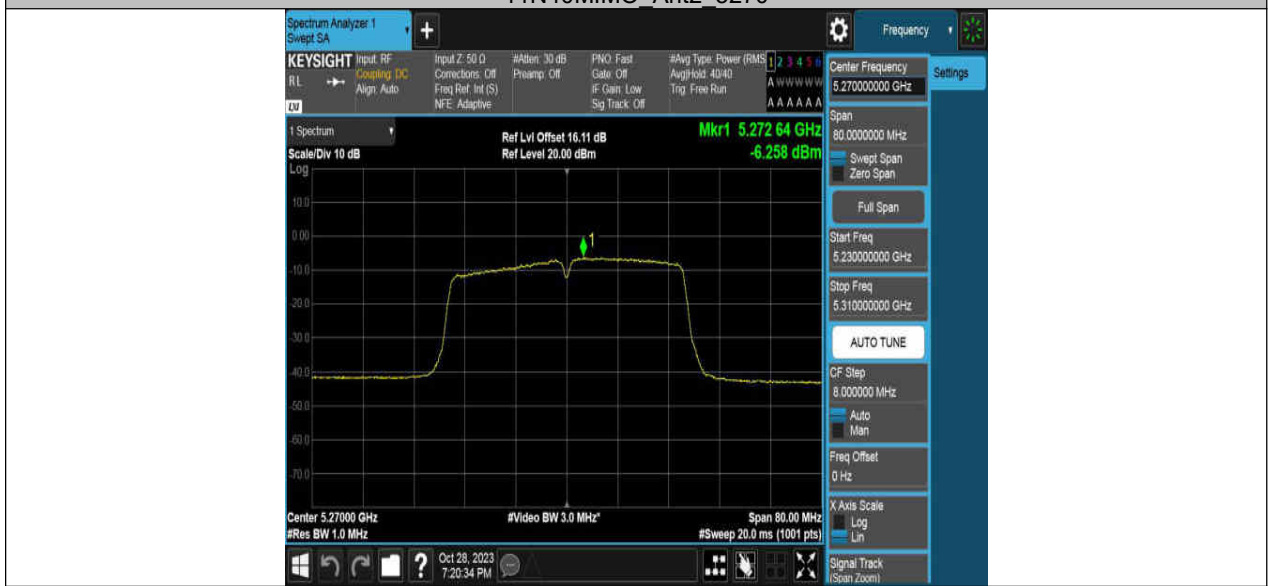 11N40MIMO_Ant2_5270
Spectrum Analyzer 1
Swept SA
Frequency
KEYSIGHT
RL
Input: RF
Coupling: DC
Align: Auto
Input Z: 50 Ω
Corrections: Off
Freq Ref: Int (S)
NFE: Adaptive
#Atten: 30 dB
Preamp: Off
PNO: Fast
Gate: Off
IF Gain: Low
Sig Track: Off
#Avg Type: Power (RMS
Avg|Hold: 40/40
Trig: Free Run
1 2 3 4 5 6
A W W W W W
A A A A A A
1 Spectrum
Scale/Div 10 dB
Log
Ref Lvl Offset 16.11 dB
Ref Level 20.00 dBm
Mkr1 5.272 64 GHz
-6.258 dBm
10.0
0.00
-10.0
-20.0
-30.0
-40.0
-50.0
-60.0
-70.0
1
Center 5.27000 GHz
#Res BW 1.0 MHz
#Video BW 3.0 MHz*
Span 80.00 MHz
#Sweep 20.0 ms (1001 pts)
Oct 28, 2023
7:20:34 PM
Center Frequency
5.270000000 GHz
Settings
Span
80.0000000 MHz
Swept Span
Zero Span
Full Span
Start Freq
5.230000000 GHz
Stop Freq
5.310000000 GHz
AUTO TUNE
CF Step
8.000000 MHz
Auto
Man
Freq Offset
0 Hz
X Axis Scale
Log
Lin
Signal Track
(Span Zoom)